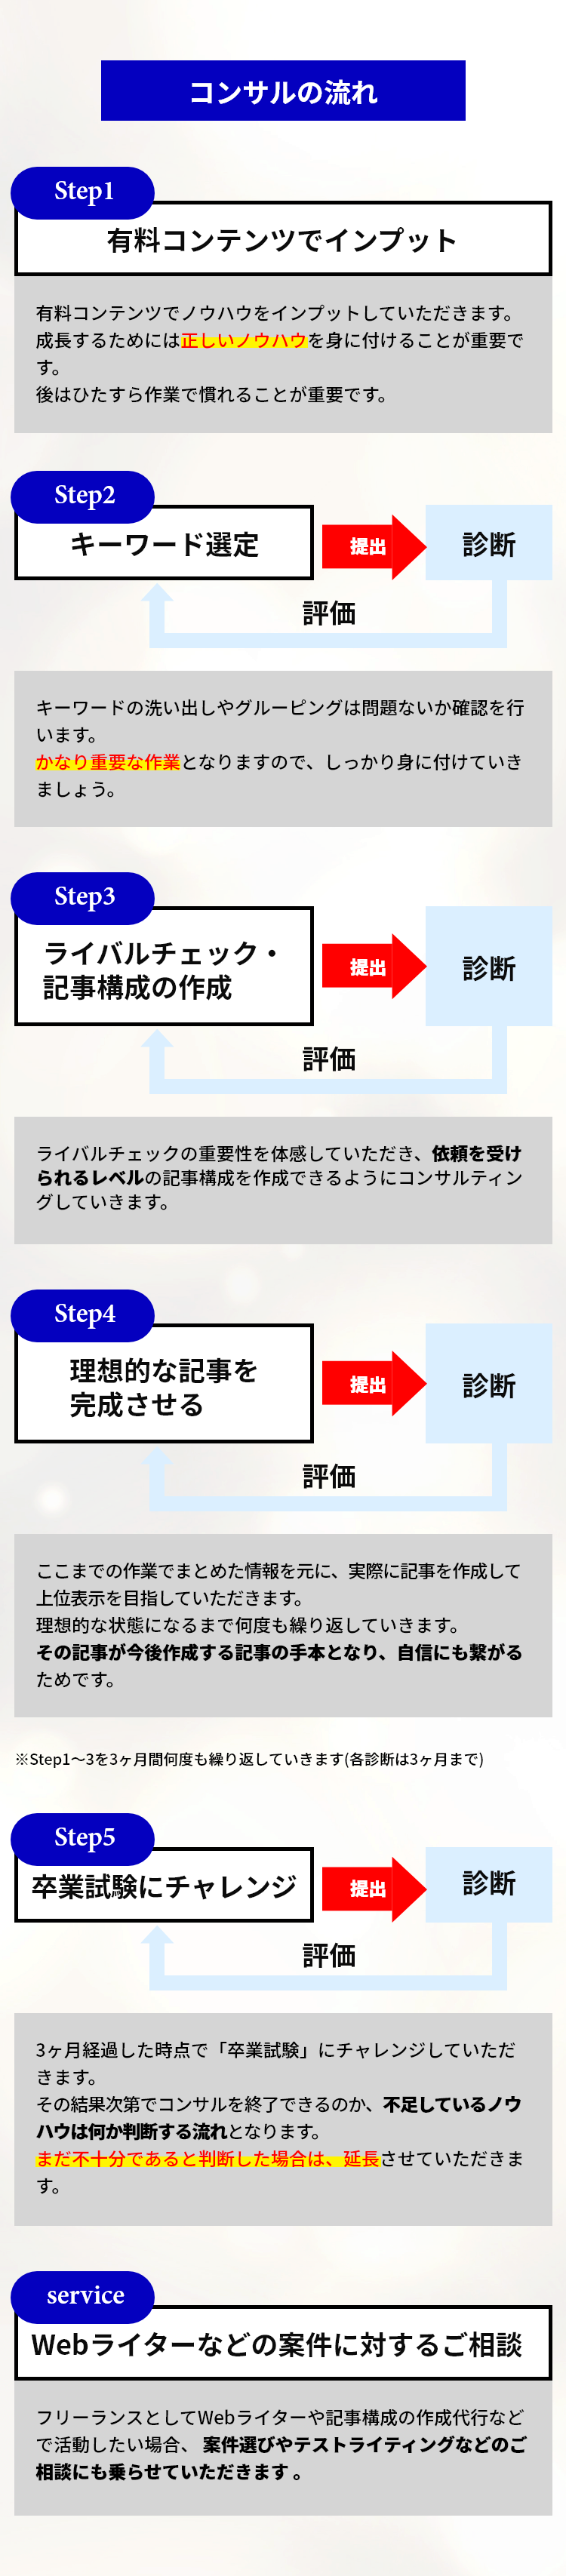 コンサルの流れ
Step1
有料コンテンツでインプット
有料コンテンツでノウハウをインプットしていただきます。
成長するためには正しいノウハウを身に付けることが重要で
す。
後はひたすら作業で慣れることが重要です。
Step2
キーワード選定
提出
診断
評価
キーワードの洗い出しやグルーピングは問題ないか確認を行
います。
かなり重要な作業となりますので、しっかり身に付けていき
ましょう。
Step3
ライバルチェック・
記事構成の作成
提出
診断
評価
ライバルチェックの重要性を体感していただき、依頼を受け
られるレベルの記事構成を作成できるようにコンサルティン
グしていきます。
Step4
理想的な記事を
完成させる
提出
診断
評価
ここまでの作業でまとめた情報を元に、実際に記事を作成して
上位表示を目指していただきます。
理想的な状態になるまで何度も繰り返していきます。
その記事が今後作成する記事の手本となり、自信にも繋がる
ためです。
※Step1〜3を3ヶ月間何度も繰り返していきます(各診断は3ヶ月まで)
Step5
卒業試験にチャレンジ
提出
診断
評価
3ヶ月経過した時点で「卒業試験」にチャレンジしていただ
きます。
その結果次第でコンサルを終了できるのか、不足しているノウ
ハウは何か判断する流れとなります。
まだ不十分であると判断した場合は、延長させていただきま
す。
service
Webライターなどの案件に対するご相談
フリーランスとしてWebライターや記事構成の作成代行など
で活動したい場合、 案件選びやテストライティングなどのご
相談にも乗らせていただきます 。